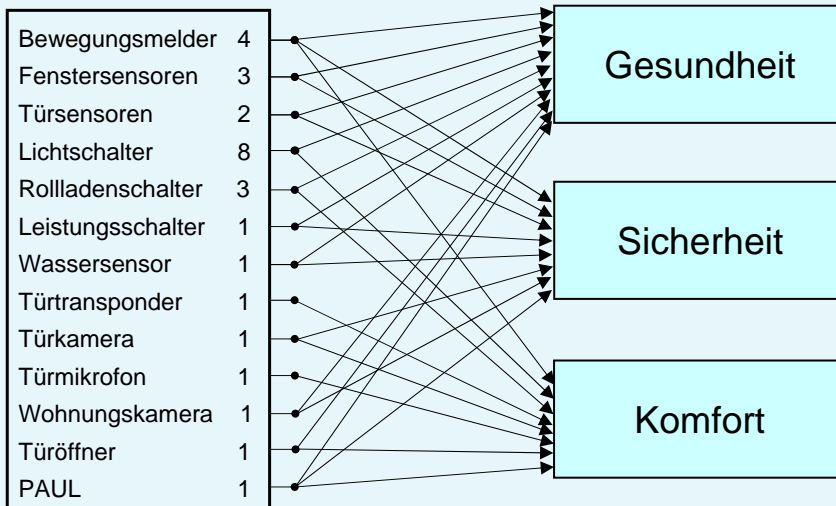 Bewegungsmelder 4
Fenstersensoren 3
Türsensoren 2
Lichtschalter 8
Rollladenschalter 3
Leistungsschalter 1
Wassersensor 1
Türtransponder 1
Türkamera 1
Türmikrofon 1
Wohnungskamera 1
Türöffner 1
PAUL 1
Gesundheit
Sicherheit
Komfort